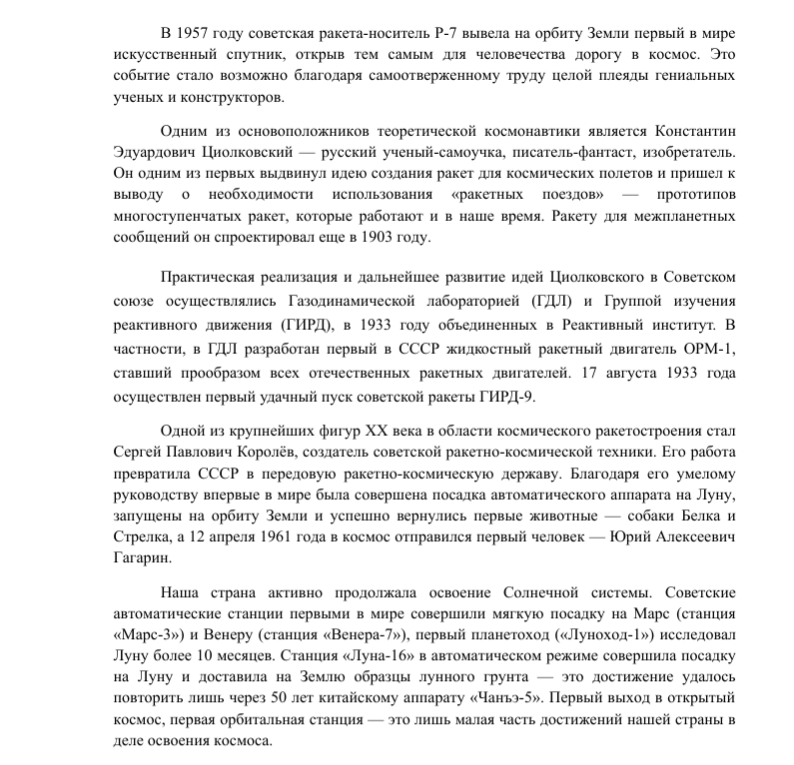 В 1957 году советская ракета-носитель Р-7 вывела на орбиту Земли первый в мире
искусственный спутник, открыв тем самым для человечества дорогу в космос. Это
событие стало возможно благодаря самоотверженному труду целой плеяды гениальных
ученых и конструкторов.
Одним из основоположников теоретической космонавтики является Константин
Эдуардович Циолковский — русский ученый-самоучка, писатель-фантаст, изобретатель.
Он одним из первых выдвинул идею создания ракет для космических полетов и пришел к
выводу о необходимости использования «ракетных поездов» — прототипов
многоступенчатых ракет, которые работают и в наше время. Ракету для межпланетных
сообщений он спроектировал еще в 1903 году.
Практическая реализация и дальнейшее развитие идей Циолковского в Советском
союзе осуществлялись Газодинамической лабораторией (ГДЛ) и Группой изучения
реактивного движения (ГИРД), в 1933 году объединенных в Реактивный институт. В
частности, в ГДЛ разработан первый в СССР жидкостный ракетный двигатель ОРМ-1,
ставший прообразом всех отечественных ракетных двигателей. 17 августа 1933 года
осуществлен первый удачный пуск советской ракеты ГИРД-9.
Одной из крупнейших фигур XX века в области космического ракетостроения стал
Сергей Павлович Королёв, создатель советской ракетно-космической техники. Его работа
превратила СССР в передовую ракетно-космическую державу. Благодаря его умелому
руководству впервые в мире была совершена посадка автоматического аппарата на Луну,
запущены на орбиту Земли и успешно вернулись первые животные — собаки Белка и
Стрелка, а 12 апреля 1961 года в космос отправился первый человек — Юрий Алексеевич
Гагарин.
Наша страна активно продолжала освоение Солнечной системы. Советские
автоматические станции первыми в мире совершили мягкую посадку на Марс (станция
«Марс-3») и Венеру (станция «Венера-7»), первый планетоход («Луноход-1») исследовал
Луну более 10 месяцев. Станция «Луна-16» в автоматическом режиме совершила посадку
на Луну и доставила на Землю образцы лунного грунта — это достижение удалось
повторить лишь через 50 лет китайскому аппарату «Чанъэ-5». Первый выход в открытый
космос, первая орбитальная станция — это лишь малая часть достижений нашей страны в
деле освоения космоса.